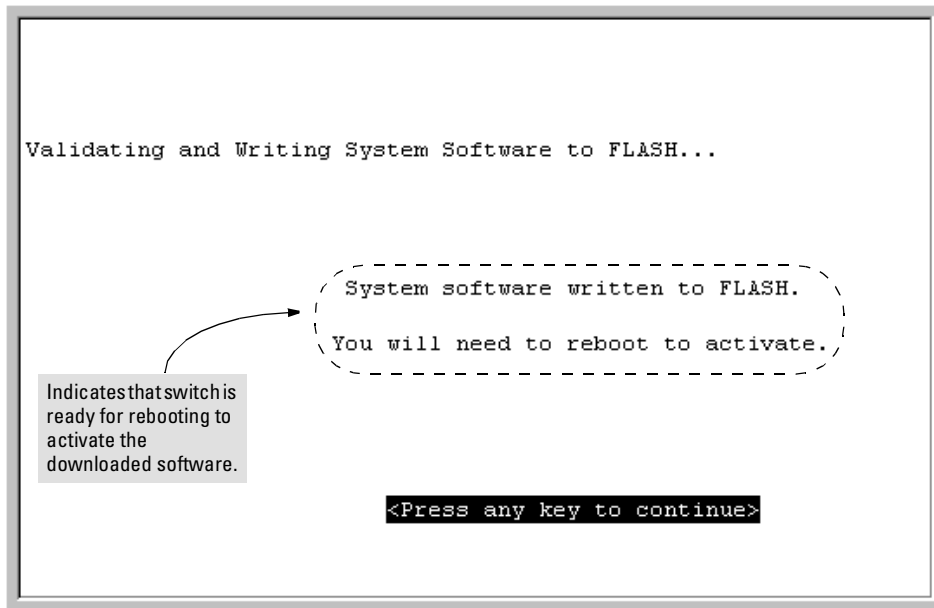 Validating and Writing System Software to FLASH...
System software written to FLASH.
You will need to reboot to activate.
Indicates that switch is
ready for rebooting to
activate the
downloaded software.
<Press any key to continue>